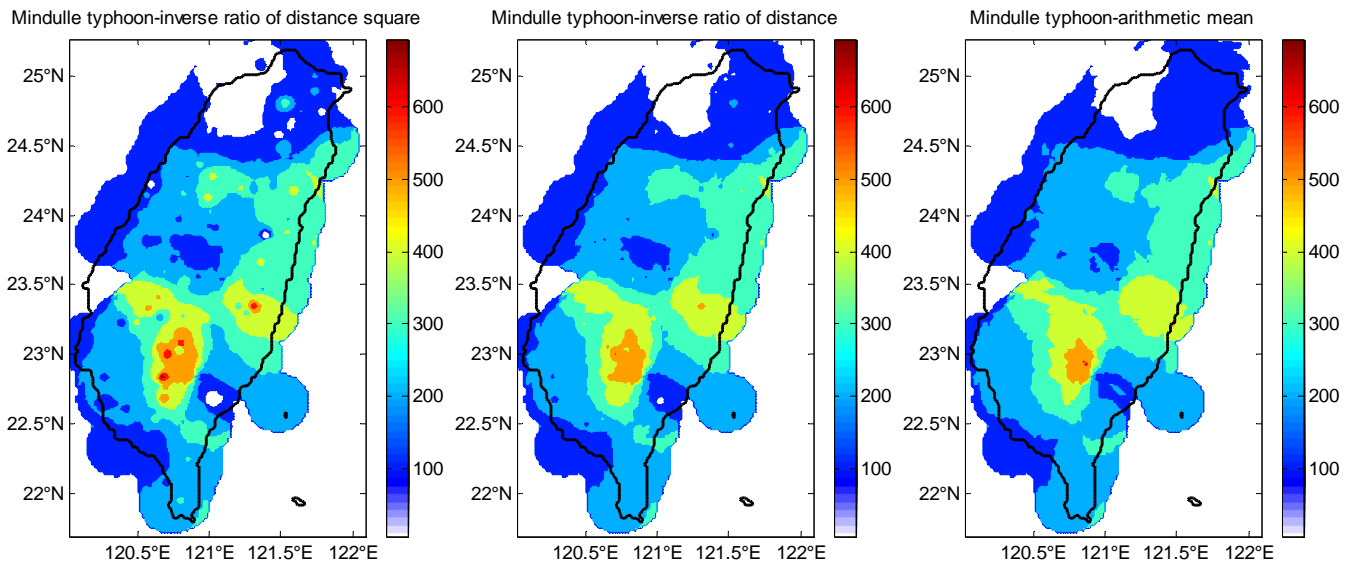 Mindulle typhoon-inverse ratio of distance square
25°N
24.5°N
24°N
23.5°N
23°N
22.5°N
22°N
120.5°E 121°E 121.5°E 122°E
600
500
400
300
200
100
Mindulle typhoon-inverse ratio of distance
25°N
24.5°N
24°N
23.5°N
23°N
22.5°N
22°N
120.5°E 121°E 121.5°E 122°E
600
500
400
300
200
100
Mindulle typhoon-arithmetic mean
25°N
24.5°N
24°N
23.5°N
23°N
22.5°N
22°N
120.5°E 121°E 121.5°E 122°E
600
500
400
300
200
100